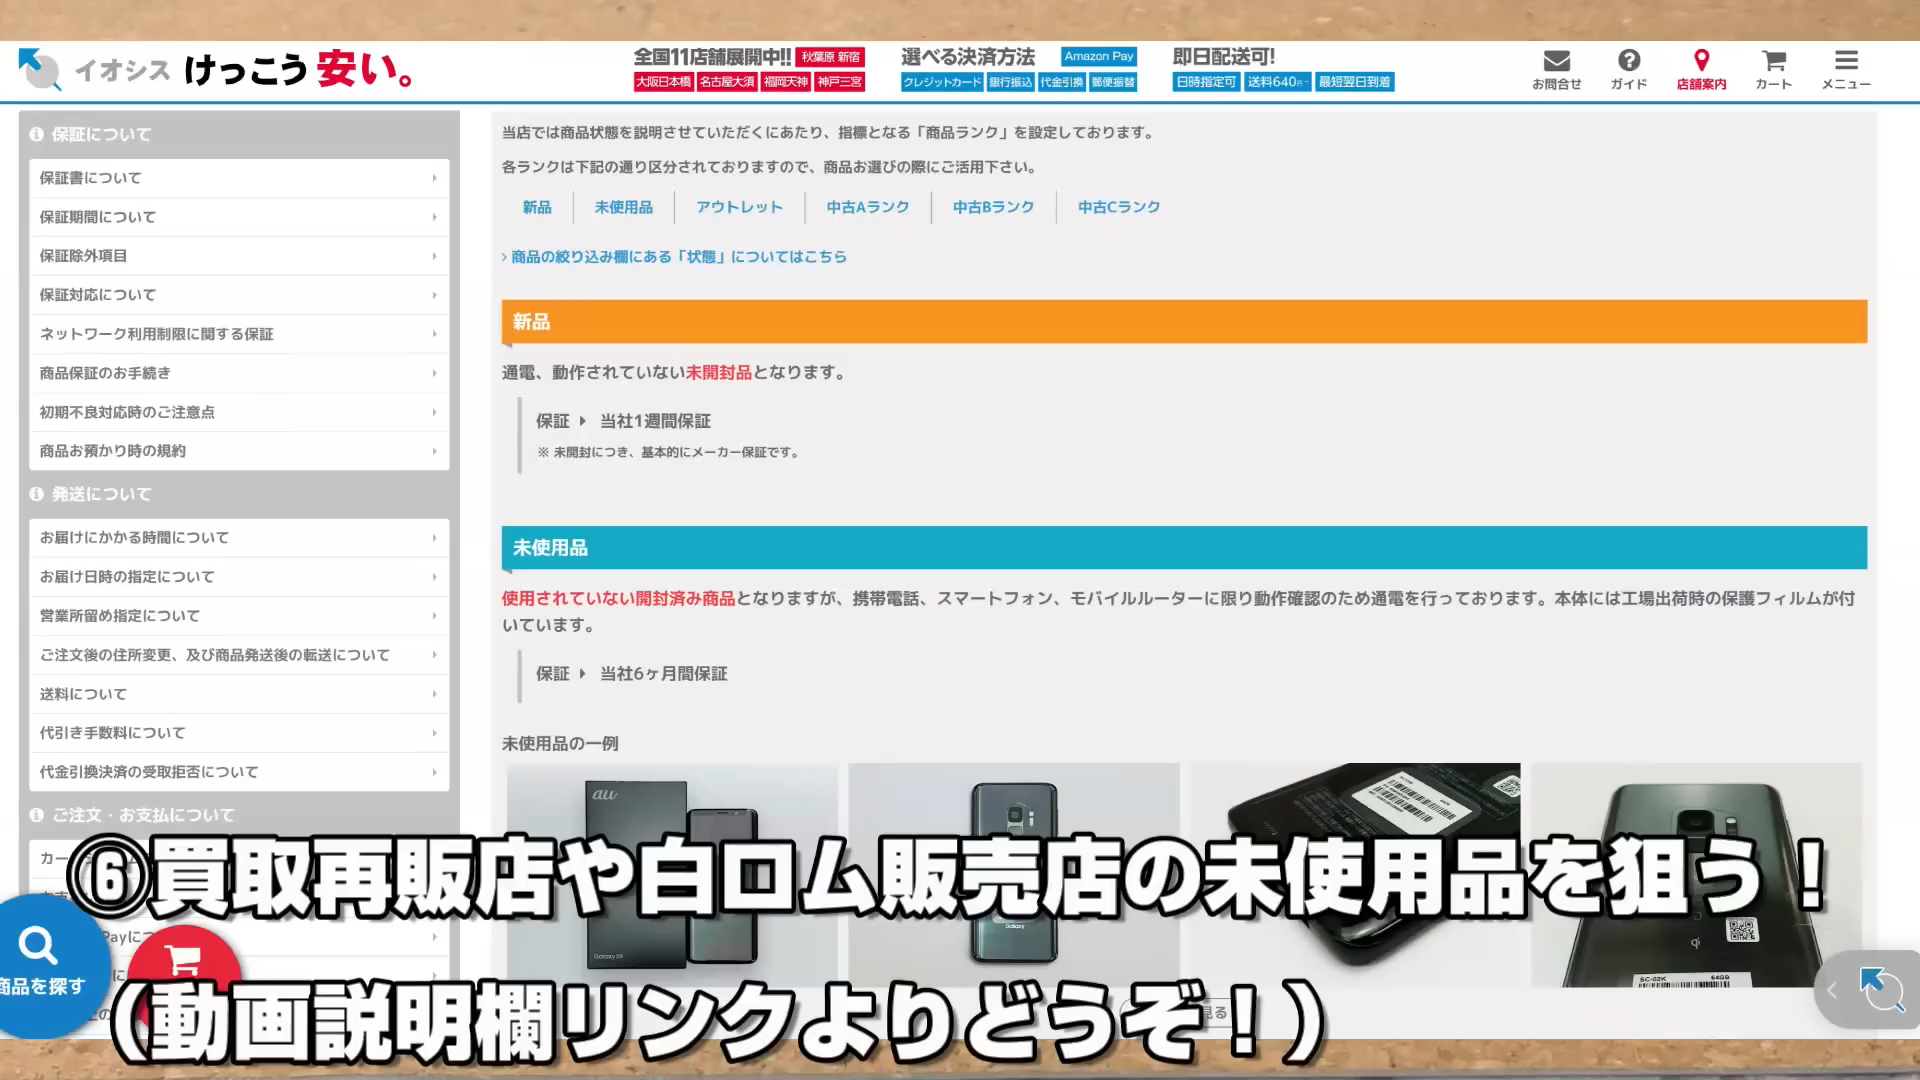 イオシス けっこう安い。
全国11店舗展開中!! 秋葉原 新宿
大阪日本橋 名古屋大須 福岡天神 神戸三宮
選べる決済方法 Amazon Pay
クレジットカード 銀行振込 代金引換 郵便振替
即日配送可!
日時指定可 送料640円~ 最短翌日到着
お問合せ
ガイド
店舗案内
カート
メニュー
保証について
保証書について
保証期間について
保証除外項目
保証対応について
ネットワーク利用制限に関する保証
商品保証のお手続き
初期不良対応時のご注意点
商品お預かり時の規約
発送について
お届けにかかる時間について
お届け日時の指定について
営業所留め指定について
ご注文後の住所変更、及び商品発送後の転送について
送料について
代引き手数料について
代金引換決済の受取拒否について
ご注文・お支払について
当店では商品状態を説明させていただくにあたり、指標となる「商品ランク」を設定しております。
各ランクは下記の通り区分されておりますので、商品お選びの際にご活用下さい。
新品 未使用品 アウトレット 中古Aランク 中古Bランク 中古Cランク
商品の絞り込み欄にある「状態」についてはこちら
新品
通電、動作されていない未開封品となります。
保証 当社1週間保証
※ 未開封につき、基本的にメーカー保証です。
未使用品
使用されていない開封済み商品となりますが、携帯電話、スマートフォン、モバイルルーターに限り動作確認のため通電を行っております。本体には工場出荷時の保護フィルムが付
いています。
保証 当社6ヶ月間保証
未使用品の一例
au
Galaxy S9
Galaxy
SC-02K 64GB
⑥買取再販店や白ロム販売店の未使用品を狙う！
商品を探す
（動画説明欄リンクよりどうぞ！）